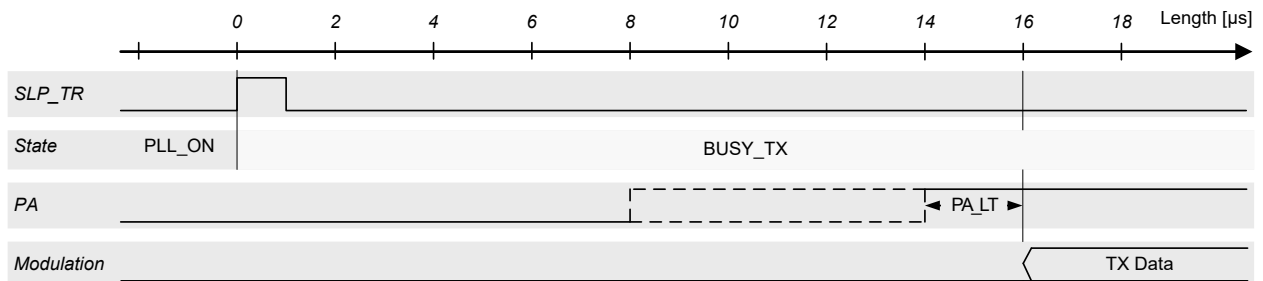 0 2 4 6 8 10 12 14 16 18 Length [µs]
SLP_TR
State PLL_ON BUSY_TX
PA PA_LT
Modulation TX Data